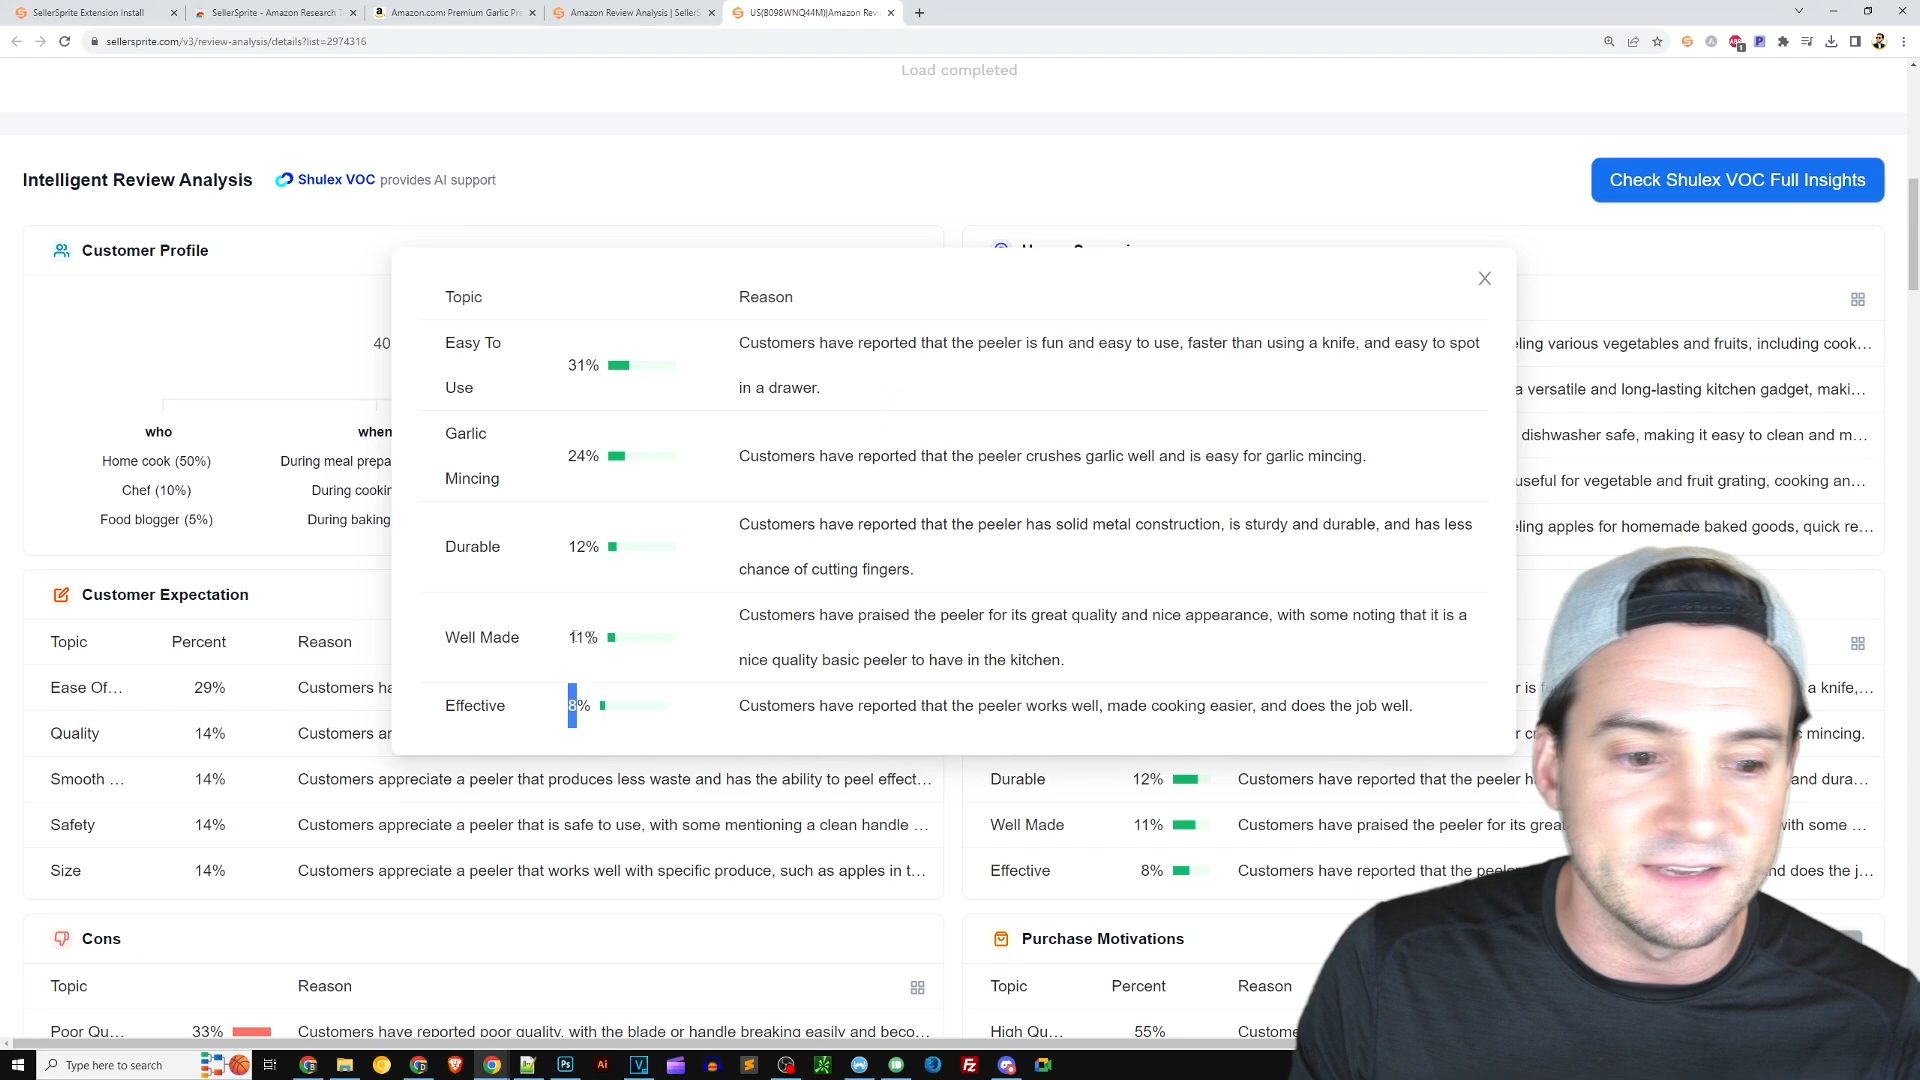 SellerSprite Extension Install
SellerSprite - Amazon Research T
Amazon.com: Premium Garlic Pr
Amazon Review Analysis | SellerS
US(B098WNQ44M)|Amazon Revi
sellersprite.com/v3/review-analysis/details?list=2974316
Load completed
Intelligent Review Analysis
Shulex VOC provides AI support
Check Shulex VOC Full Insights
Customer Profile
40
who
when
Home cook (50%)
During meal prepa
Chef (10%)
During cookin
Food blogger (5%)
During baking
Topic
Reason
Easy To
Use
31%
Customers have reported that the peeler is fun and easy to use, faster than using a knife, and easy to spot
in a drawer.
Garlic
Mincing
24%
Customers have reported that the peeler crushes garlic well and is easy for garlic mincing.
Durable
12%
Customers have reported that the peeler has solid metal construction, is sturdy and durable, and has less
chance of cutting fingers.
Well Made
11%
Customers have praised the peeler for its great quality and nice appearance, with some noting that it is a
nice quality basic peeler to have in the kitchen.
Effective
8%
Customers have reported that the peeler works well, made cooking easier, and does the job well.
eling various vegetables and fruits, including cook...
a versatile and long-lasting kitchen gadget, maki...
dishwasher safe, making it easy to clean and m...
useful for vegetable and fruit grating, cooking an...
eling apples for homemade baked goods, quick re...
Customer Expectation
Topic Percent Reason
Ease Of... 29% Customers ha
Quality 14% Customers ar
Smooth ... 14% Customers appreciate a peeler that produces less waste and has the ability to peel effect...
Safety 14% Customers appreciate a peeler that is safe to use, with some mentioning a clean handle ...
Size 14% Customers appreciate a peeler that works well with specific produce, such as apples in t...
r is f
a knife,...
r cr
c mincing.
Durable 12% Customers have reported that the peeler h
and dura...
Well Made 11% Customers have praised the peeler for its grea
with some ...
Effective 8% Customers have reported that the peele
nd does the j...
Cons
Topic Reason
Poor Qu... 33% Customers have reported poor quality, with the blade or handle breaking easily and beco...
Purchase Motivations
Topic Percent Reason
High Qu... 55% Custome
Type here to search